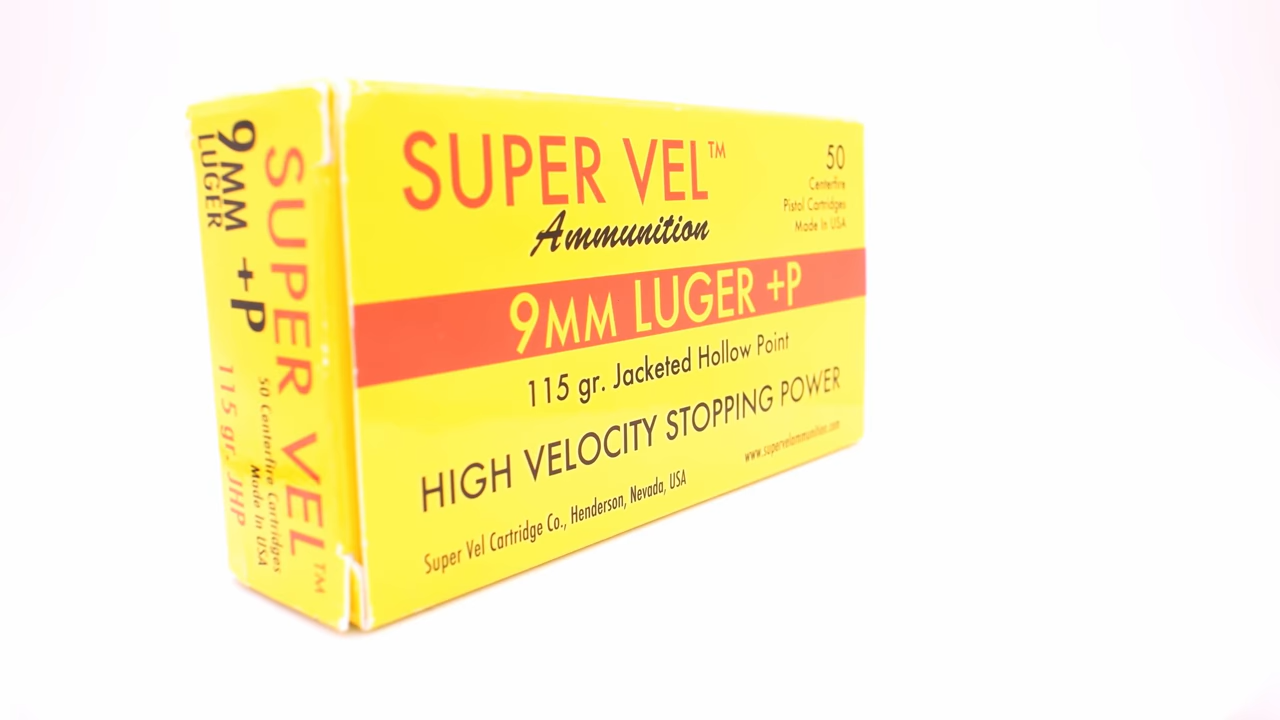 SUPER VEL™
Ammunition
50
Centerfire
Pistol Cartridges
Made In USA
9MM LUGER +P
115 gr. Jacketed Hollow Point
HIGH VELOCITY STOPPING POWER
Super Vel Cartridge Co., Henderson, Nevada, USA
www.supervelammunition.com
SUPER VEL™
9MM +P
LUGER
50 Centerfire Cartridges
Made In USA
115 gr. JHP